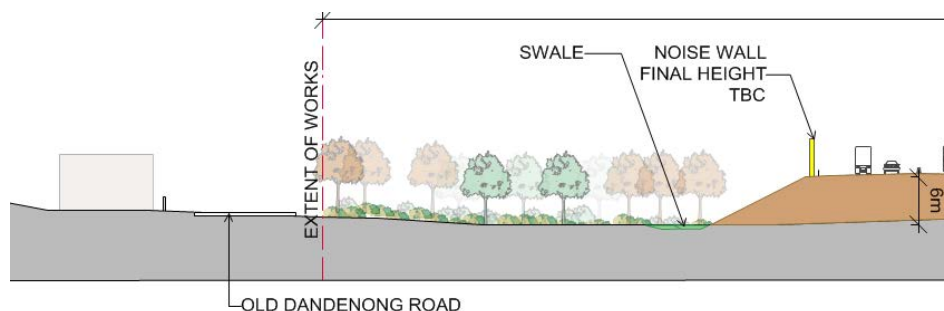 SWALE
NOISE WALL
FINAL HEIGHT
TBC
EXTENT OF WORKS
6m
OLD DANDENONG ROAD